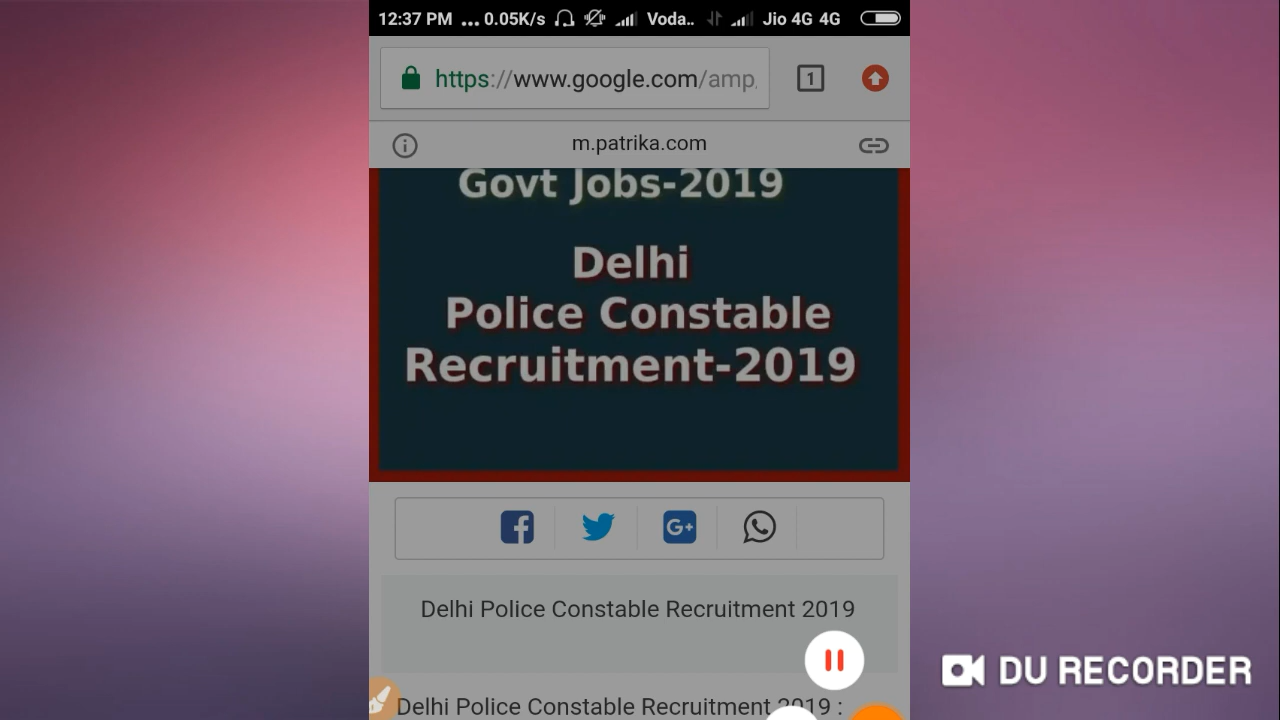 12:37 PM ... 0.05K/s Voda.. Jio 4G 4G
https://www.google.com/amp
1
m.patrika.com
Govt Jobs-2019
Delhi
Police Constable
Recruitment-2019
G+
Delhi Police Constable Recruitment 2019
DU RECORDER
Delhi Police Constable Recruitment 2019 :